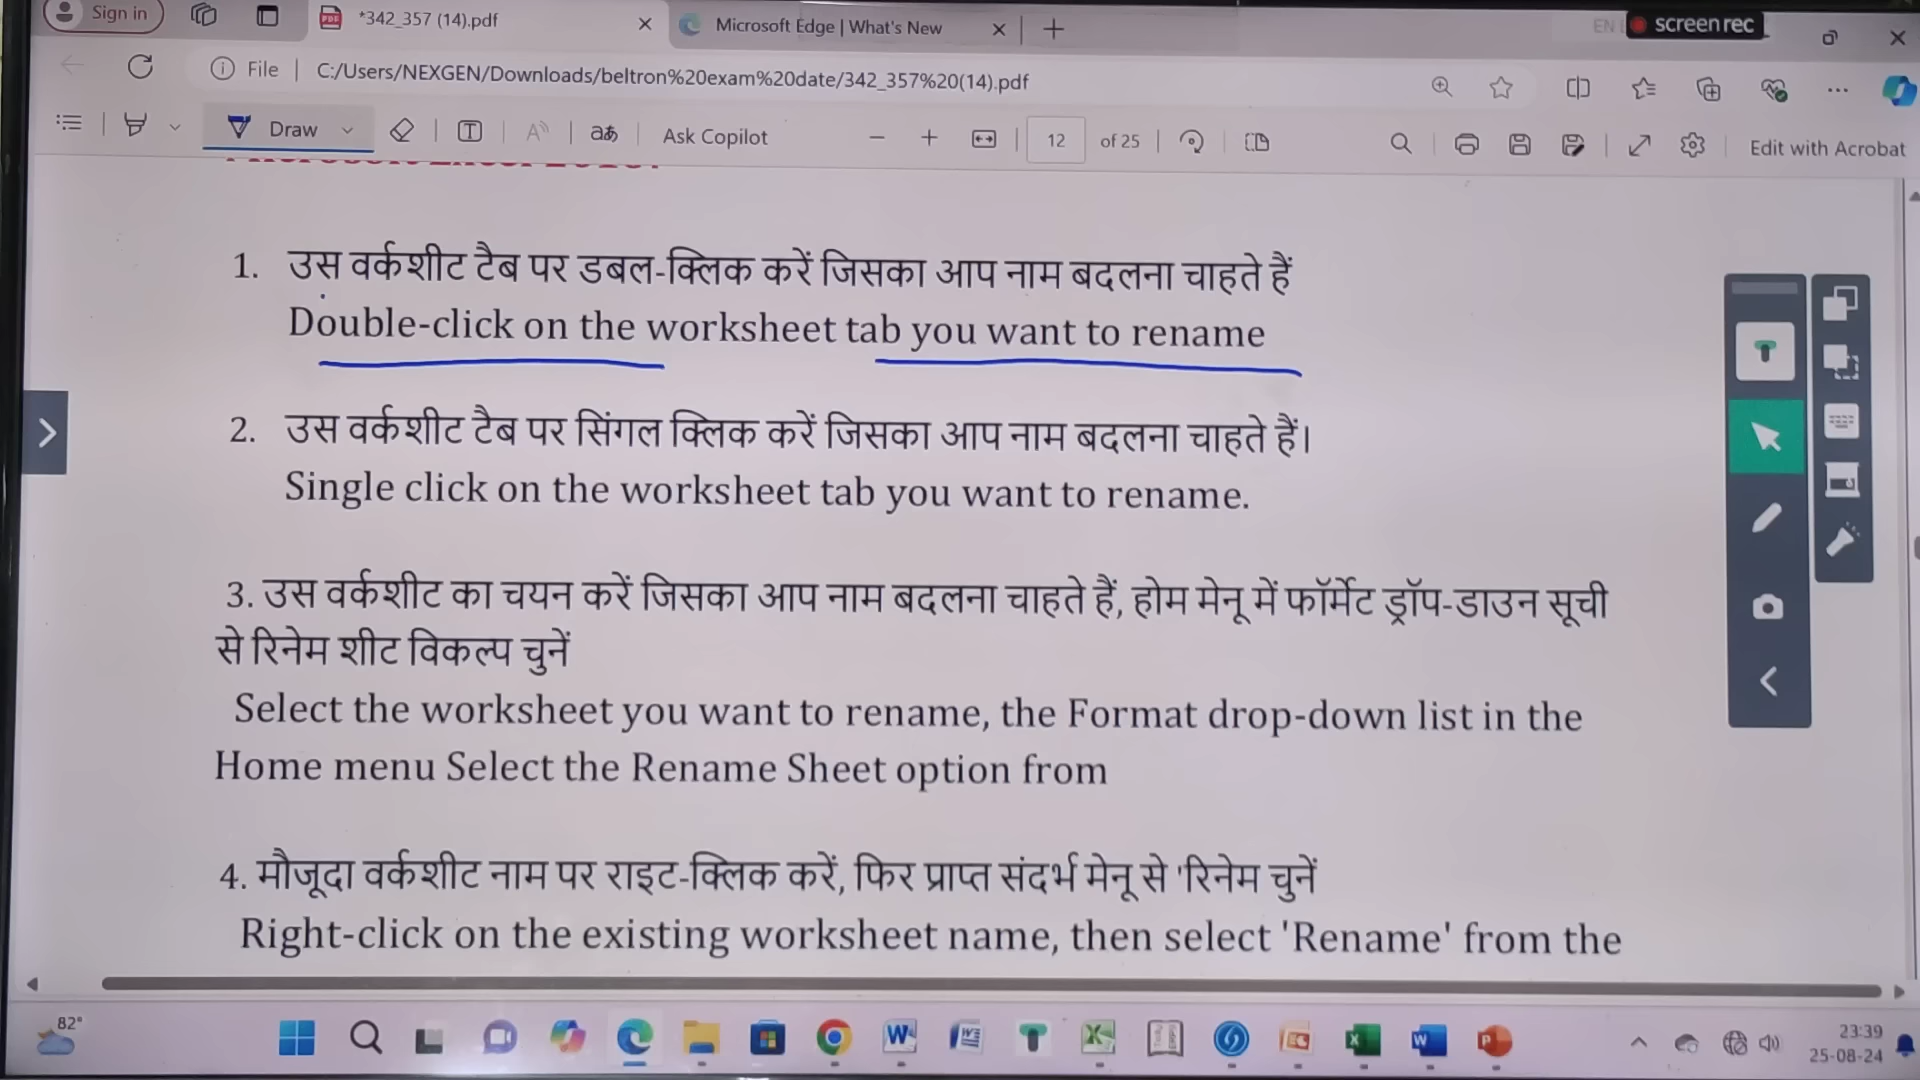 Sign in
*342_357 (14).pdf
Microsoft Edge | What's New
screen rec
File
C:/Users/NEXGEN/Downloads/beltron%20exam%20date/342_357%20(14).pdf
Draw
Ask Copilot
12 of 25
Edit with Acrobat
1. उस वर्कशीट टैब पर डबल-क्लिक करें जिसका आप नाम बदलना चाहते हैं
Double-click on the worksheet tab you want to rename
2. उस वर्कशीट टैब पर सिंगल क्लिक करें जिसका आप नाम बदलना चाहते हैं।
Single click on the worksheet tab you want to rename.
3. उस वर्कशीट का चयन करें जिसका आप नाम बदलना चाहते हैं, होम मेनू में फॉर्मेट ड्रॉप-डाउन सूची
से रिनेम शीट विकल्प चुनें
Select the worksheet you want to rename, the Format drop-down list in the
Home menu Select the Rename Sheet option from
4. मौजूदा वर्कशीट नाम पर राइट-क्लिक करें, फिर प्राप्त संदर्भ मेनू से 'रिनेम चुनें
Right-click on the existing worksheet name, then select 'Rename' from the
82°
23:39
25-08-24